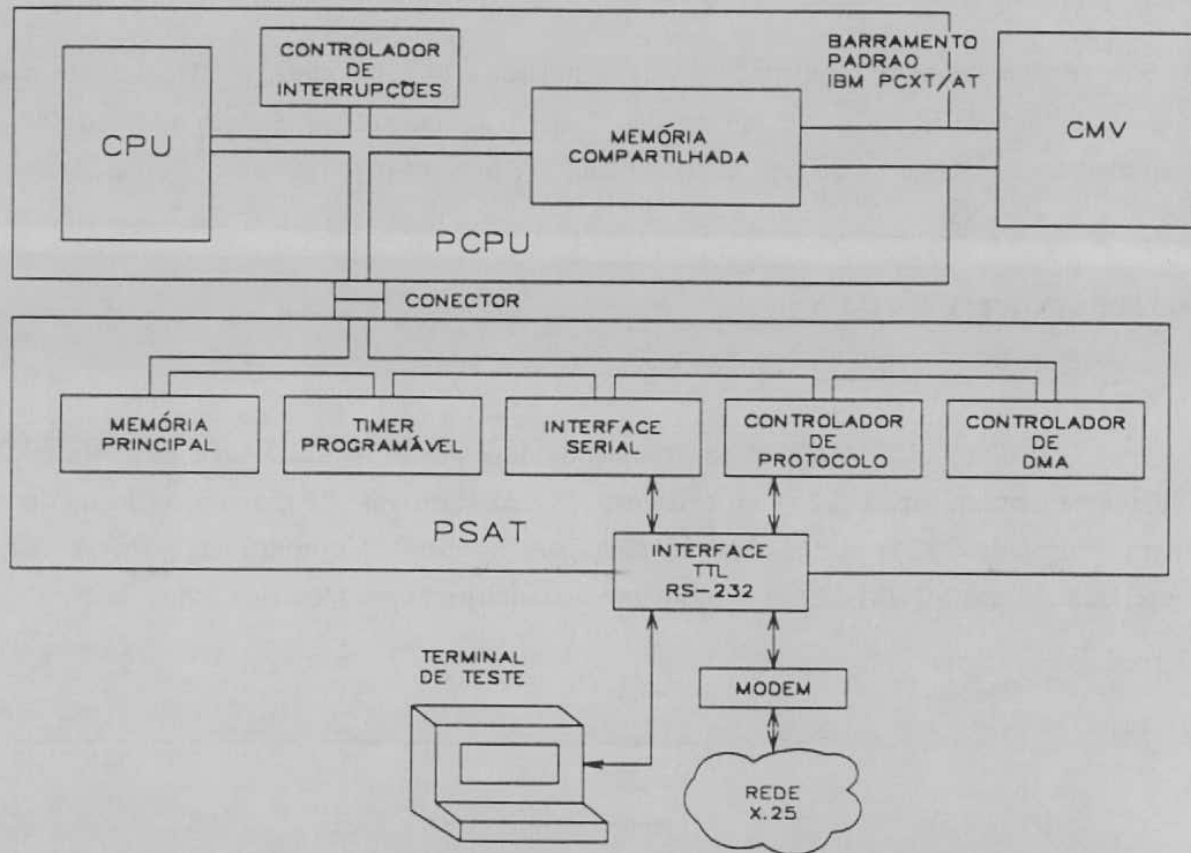 CONTROLADOR
DE
INTERRUPÇÕES
BARRAMENTO
PADRAO
IBM PCXT/AT
CPU
MEMÓRIA
COMPARTILHADA
CMV
PCPU
CONECTOR
MEMÓRIA
PRINCIPAL
TIMER
PROGRAMÁVEL
INTERFACE
SERIAL
CONTROLADOR
DE
PROTOCOLO
CONTROLADOR
DE
DMA
PSAT
INTERFACE
TTL
RS-232
TERMINAL
DE TESTE
MODEM
REDE
X.25